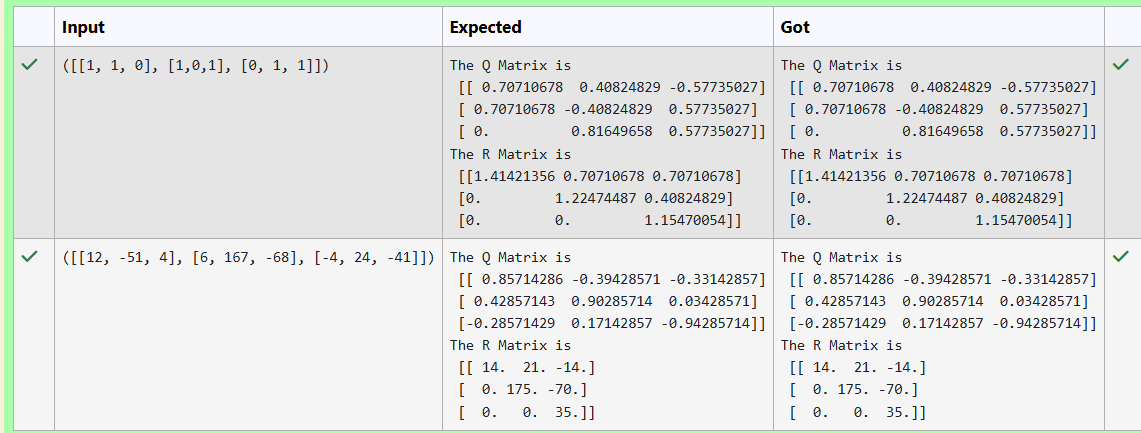 Input Expected Got
([[1, 1, 0], [1,0,1], [0, 1, 1]])
The Q Matrix is
[[ 0.70710678  0.40824829 -0.57735027]
[ 0.70710678 -0.40824829  0.57735027]
[ 0.          0.81649658  0.57735027]]
The R Matrix is
[[1.41421356 0.70710678 0.70710678]
[0.         1.22474487 0.40824829]
[0.         0.         1.15470054]]
The Q Matrix is
[[ 0.70710678  0.40824829 -0.57735027]
[ 0.70710678 -0.40824829  0.57735027]
[ 0.          0.81649658  0.57735027]]
The R Matrix is
[[1.41421356 0.70710678 0.70710678]
[0.         1.22474487 0.40824829]
[0.         0.         1.15470054]]
([[12, -51, 4], [6, 167, -68], [-4, 24, -41]])
The Q Matrix is
[[ 0.85714286 -0.39428571 -0.33142857]
[ 0.42857143  0.90285714  0.03428571]
[-0.28571429  0.17142857 -0.94285714]]
The R Matrix is
[[ 14.  21. -14.]
[  0. 175. -70.]
[  0.   0.  35.]]
The Q Matrix is
[[ 0.85714286 -0.39428571 -0.33142857]
[ 0.42857143  0.90285714  0.03428571]
[-0.28571429  0.17142857 -0.94285714]]
The R Matrix is
[[ 14.  21. -14.]
[  0. 175. -70.]
[  0.   0.  35.]]